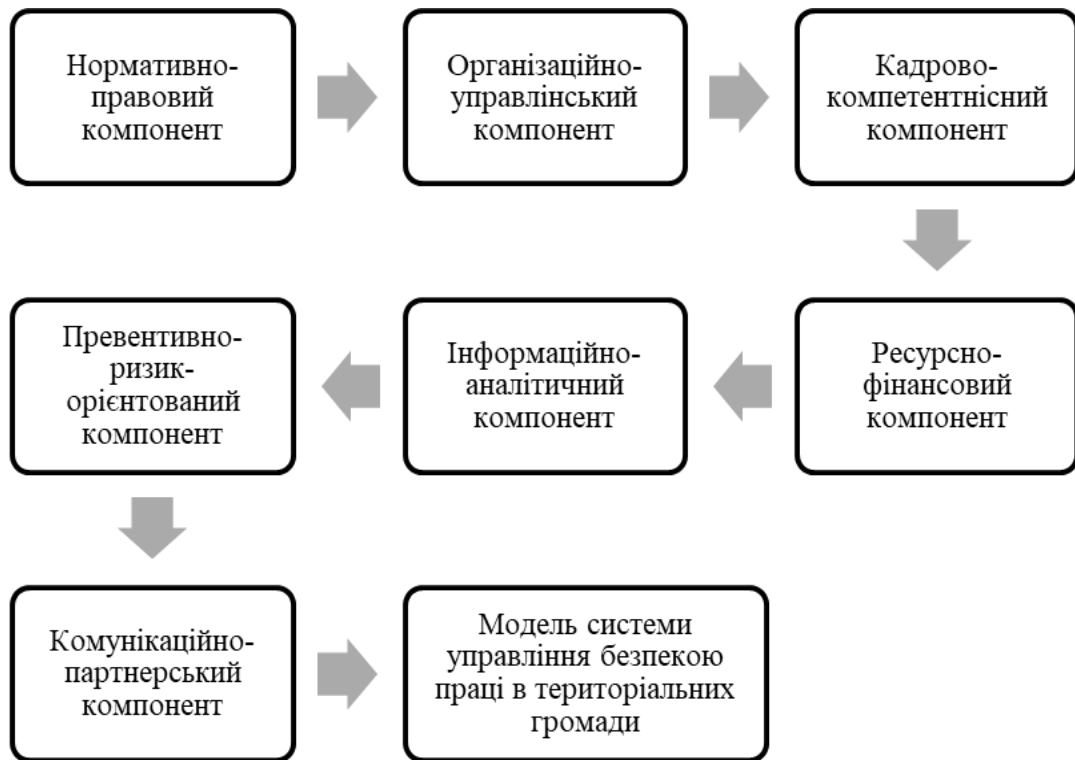 Нормативно-
правовий
компонент
Організаційно-
управлінський
компонент
Кадрово-
компетентнісний
компонент
Ресурсно-
фінансовий
компонент
Інформаційно-
аналітичний
компонент
Превентивно-
ризик-
орієнтований
компонент
Комунікаційно-
партнерський
компонент
Модель системи
управління безпекою
праці в територіальних
громади